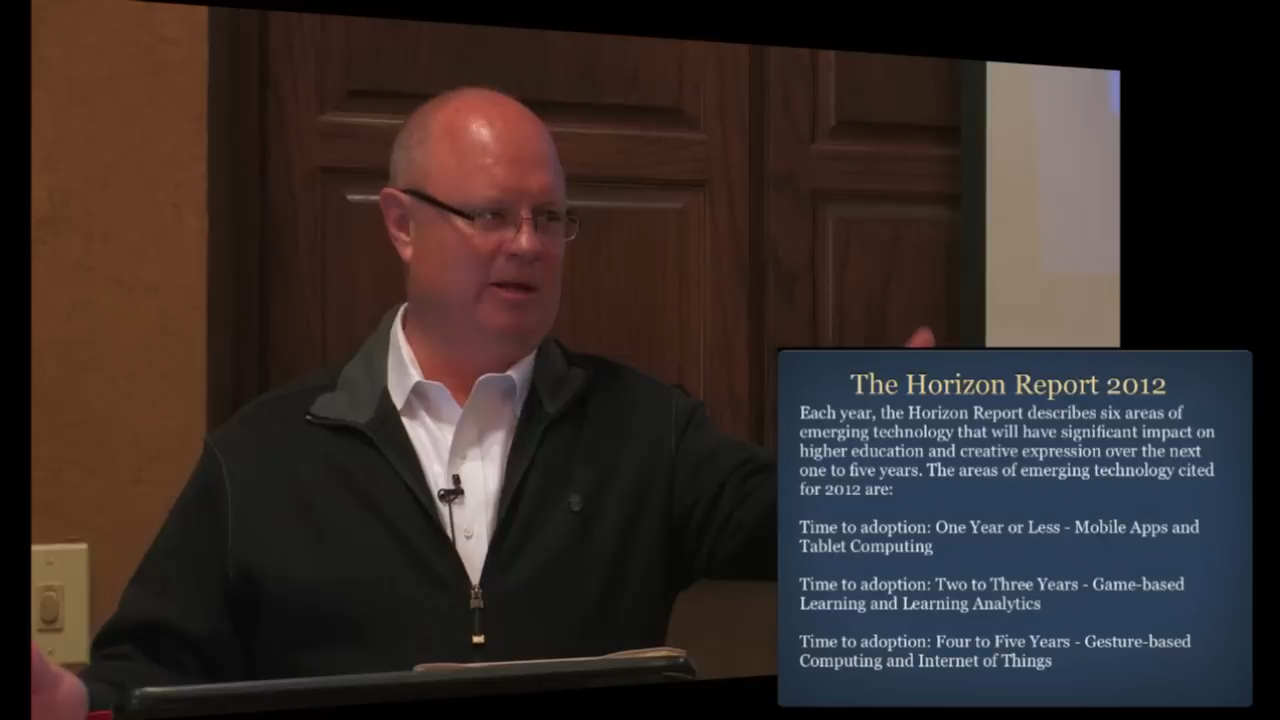 The Horizon Report 2012
Each year, the Horizon Report describes six areas of
emerging technology that will have significant impact on
higher education and creative expression over the next
one to five years. The areas of emerging technology cited
for 2012 are:
Time to adoption: One Year or Less - Mobile Apps and
Tablet Computing
Time to adoption: Two to Three Years - Game-based
Learning and Learning Analytics
Time to adoption: Four to Five Years - Gesture-based
Computing and Internet of Things